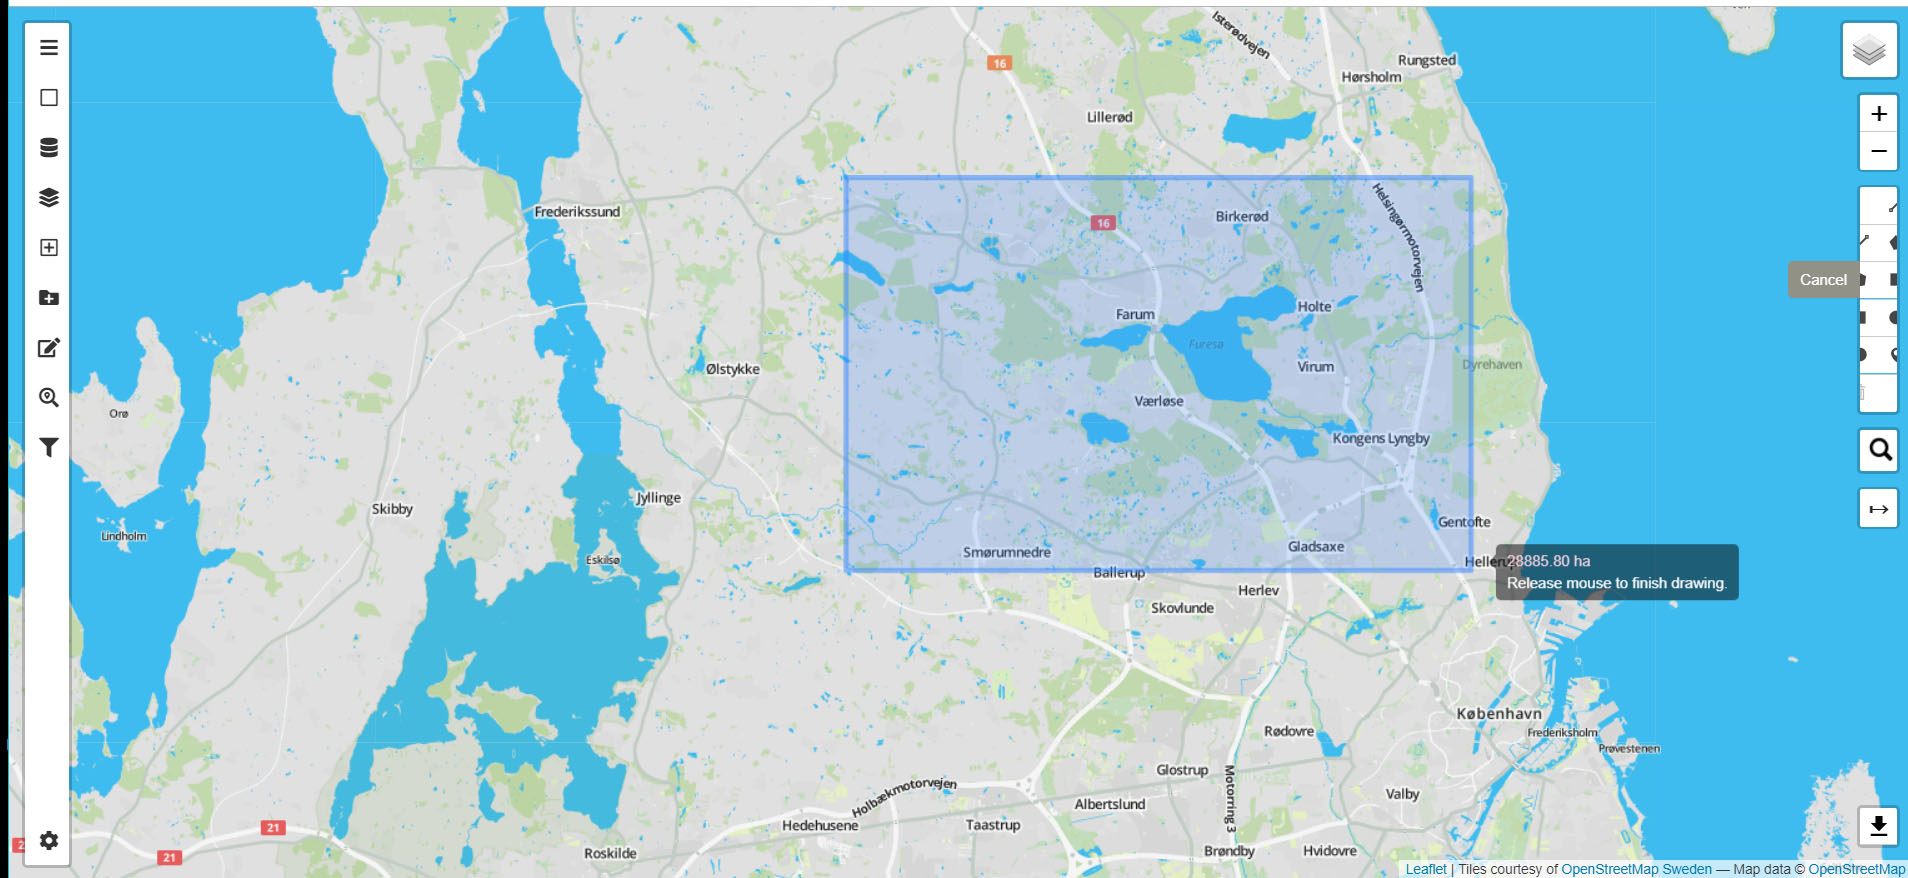 Isterødvejen
Rungsted
Hørsholm
16
Lillerød
Frederikssund
Birkerød
16
Helsingørmotorvejen
Cancel
Holte
Farum
Furesø
Dyrehaven
Virum
Ølstykke
Værløse
Orø
Kongens Lyngby
Jyllinge
Skibby
Lindholm
Gentofte
Gladsaxe
Smørumnedre
Eskilsø
Hellerup
28885.80 ha
Release mouse to finish drawing.
Ballerup
Herlev
Skovlunde
København
Rødovre
Frederiksholm
Prøvestenen
Glostrup
Motorring 3
Holbækmotorvejen
Valby
Albertslund
Hedehusene
Taastrup
21
21
Roskilde
Brøndby
Hvidovre
Leaflet | Tiles courtesy of OpenStreetMap Sweden — Map data © OpenStreetMap